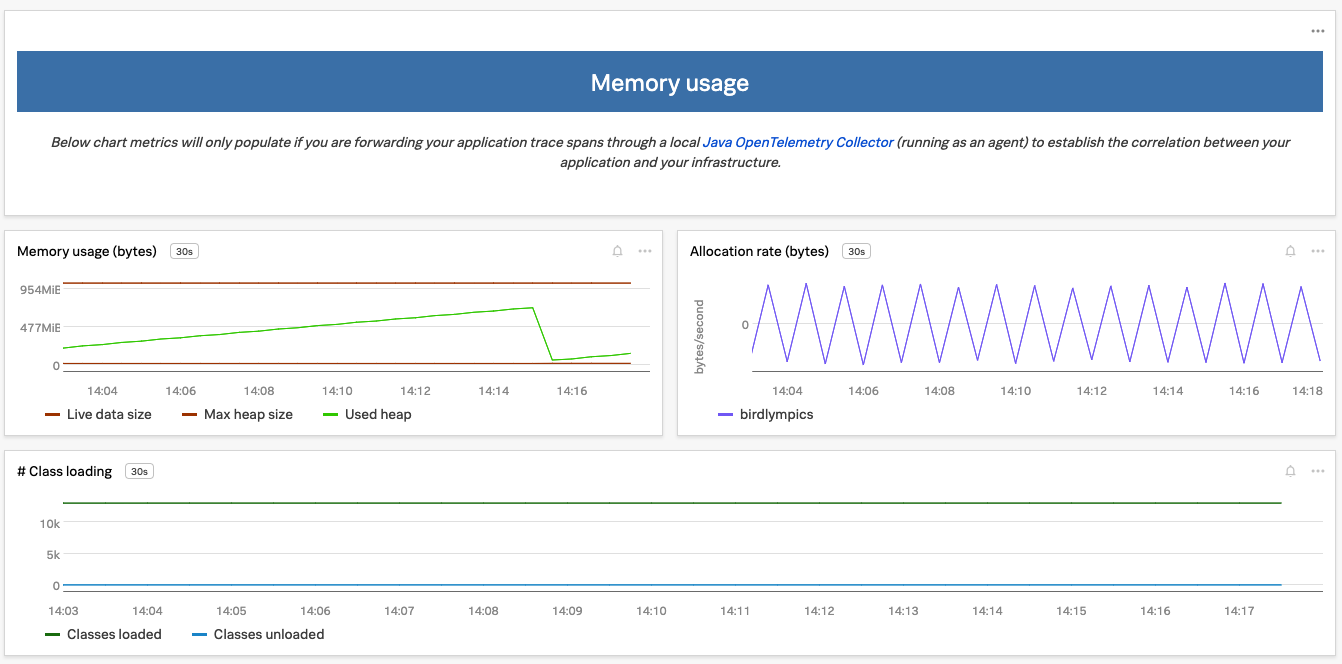 Memory usage
Below chart metrics will only populate if you are forwarding your application trace spans through a local Java OpenTelemetry Collector (running as an agent) to establish the correlation between your
application and your infrastructure.
Memory usage (bytes) 30s
954MiB
477MiB
0
14:04 14:06 14:08 14:10 14:12 14:14 14:16
Live data size Max heap size Used heap
Allocation rate (bytes) 30s
bytes/second
0
14:04 14:06 14:08 14:10 14:12 14:14 14:16 14:18
birdlympics
# Class loading 30s
10k
5k
0
14:03 14:04 14:05 14:06 14:07 14:08 14:09 14:10 14:11 14:12 14:13 14:14 14:15 14:16 14:17
Classes loaded Classes unloaded